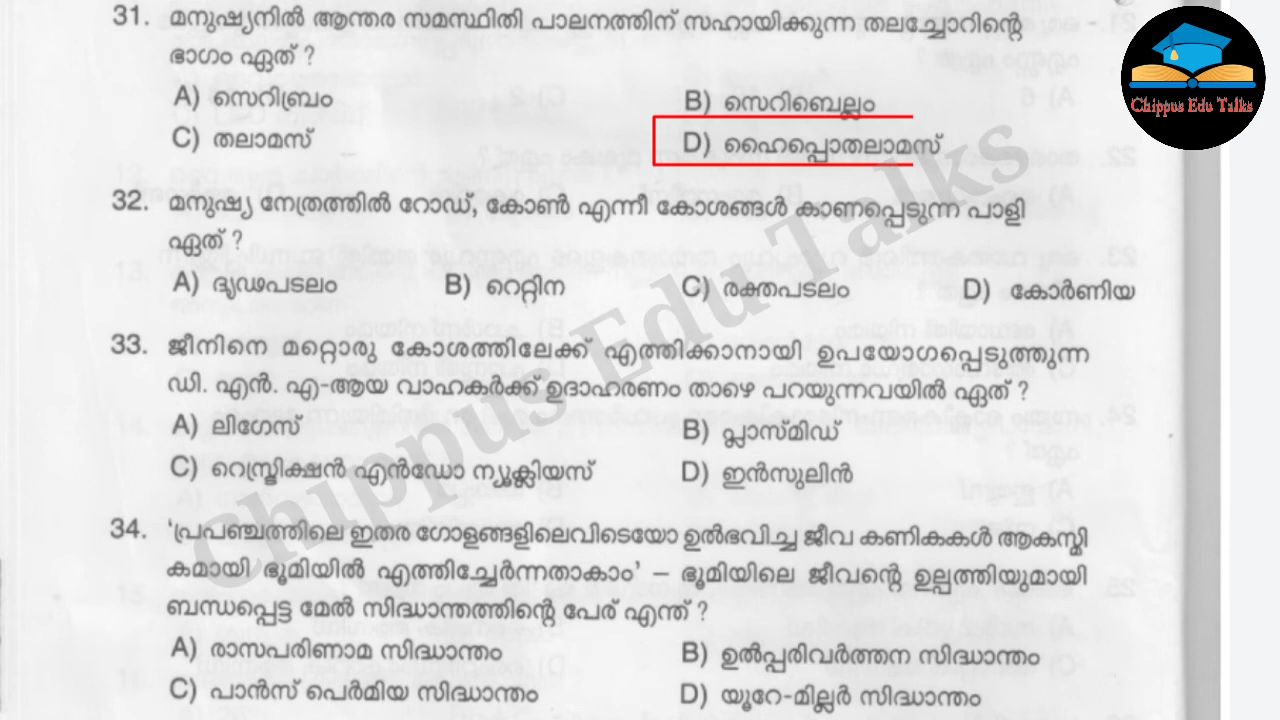 31. മനുഷ്യനിൽ ആന്തര സമസ്ഥിതി പാലനത്തിന് സഹായിക്കുന്ന തലച്ചോറിന്റെ
ഭാഗം ഏത് ?
A) സെറിബ്രം B) സെറിബെല്ലം
C) തലാമസ് D) ഹൈപ്പൊതലാമസ്
32. മനുഷ്യ നേത്രത്തിൽ റോഡ്, കോൺ എന്നീ കോശങ്ങൾ കാണപ്പെടുന്ന പാളി
ഏത് ?
A) ദൃഢപടലം B) റെറ്റിന C) രക്തപടലം D) കോർണിയ
33. ജീനിനെ മറ്റൊരു കോശത്തിലേക്ക് എത്തിക്കാനായി ഉപയോഗപ്പെടുത്തുന്ന
ഡി. എൻ. എ-ആയ വാഹകർക്ക് ഉദാഹരണം താഴെ പറയുന്നവയിൽ ഏത് ?
A) ലിഗേസ് B) പ്ലാസ്മിഡ്
C) റെസ്ട്രിക്ഷൻ എൻഡോ ന്യൂക്ലിയസ് D) ഇൻസുലിൻ
34. 'പ്രപഞ്ചത്തിലെ ഇതര ഗോളങ്ങളിലെവിടെയോ ഉൽഭവിച്ച ജീവ കണികകൾ ആകസ്മി
കമായി ഭൂമിയിൽ എത്തിച്ചേർന്നതാകാം' – ഭൂമിയിലെ ജീവന്റെ ഉല്പത്തിയുമായി
ബന്ധപ്പെട്ട മേൽ സിദ്ധാന്തത്തിന്റെ പേര് എന്ത് ?
A) രാസപരിണാമ സിദ്ധാന്തം B) ഉൽപ്പരിവർത്തന സിദ്ധാന്തം
C) പാൻസ് പെർമിയ സിദ്ധാന്തം D) യൂറേ-മില്ലർ സിദ്ധാന്തം
Chippus Edu Talks
Chippus Edu Talks